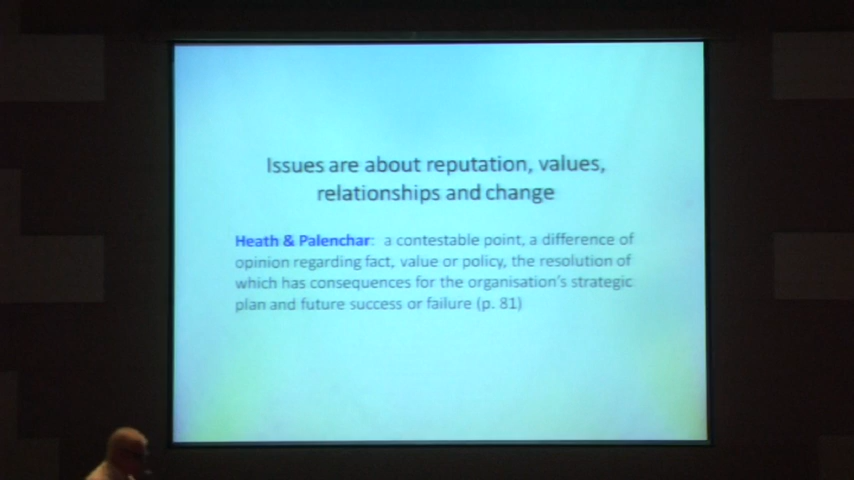 Issues are about reputation, values,
relationships and change
Heath & Palenchar: a contestable point, a difference of
opinion regarding fact, value or policy, the resolution of
which has consequences for the organisation's strategic
plan and future success or failure (p. 81)